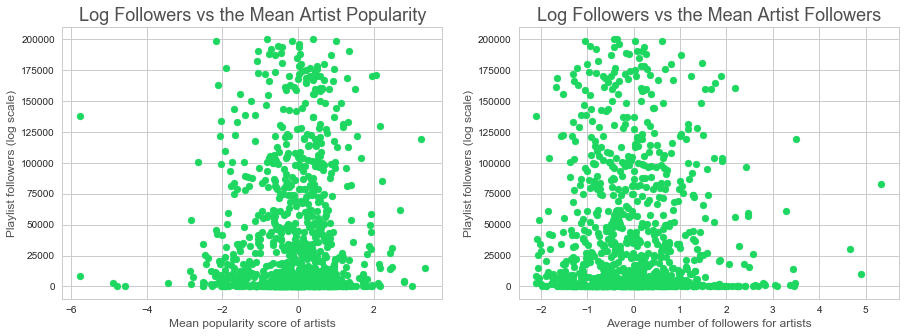 Log Followers vs the Mean Artist Popularity
Playlist followers (log scale)
200000
175000
150000
125000
100000
75000
50000
25000
0
−6 −4 −2 0 2
Mean popularity score of artists
Log Followers vs the Mean Artist Followers
Playlist followers (log scale)
200000
175000
150000
125000
100000
75000
50000
25000
0
−2 −1 0 1 2 3 4 5
Average number of followers for artists